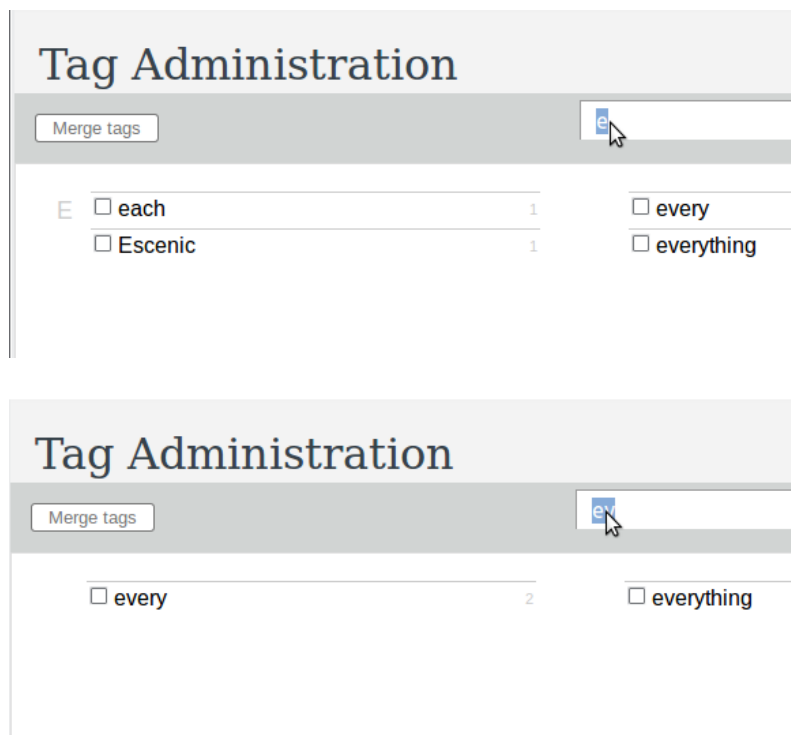 Tag Administration
Merge tags
e
E
each 1
every
Escenic 1
everything
Tag Administration
Merge tags
ev
every 2
everything